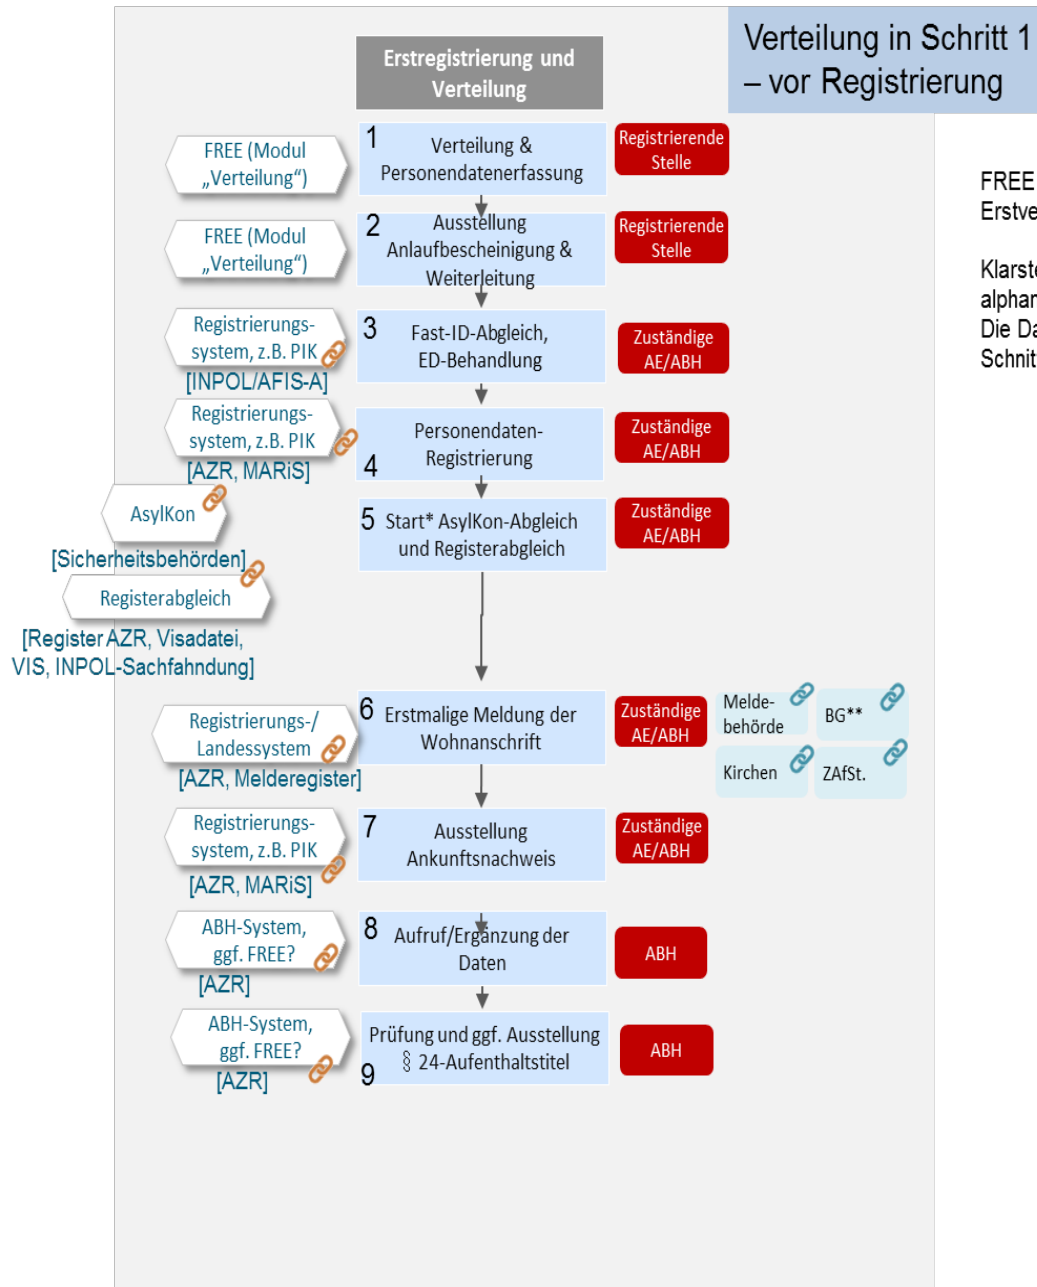 Verteilung in Schritt 1
– vor Registrierung
Erstregistrierung und
Verteilung
FREE (Modul
„Verteilung“)
1
Verteilung &
Personendatenerfassung
Registrierende
Stelle
FREE (Modul
„Verteilung“)
2
Ausstellung
Anlaufbescheinigung &
Weiterleitung
Registrierende
Stelle
Registrierungs-
system, z.B. PIK
[INPOL/AFIS-A]
3
Fast-ID-Abgleich,
ED-Behandlung
Zuständige
AE/ABH
Registrierungs-
system, z.B. PIK
[AZR, MARiS]
4
Personendaten-
Registrierung
Zuständige
AE/ABH
AsylKon
[Sicherheitsbehörden]
Registerabgleich
[Register AZR, Visadatei,
VIS, INPOL-Sachfahndung]
5
Start* AsylKon-Abgleich
und Registerabgleich
Zuständige
AE/ABH
Registrierungs-/
Landessystem
[AZR, Melderegister]
6
Erstmalige Meldung der
Wohnanschrift
Zuständige
AE/ABH
Melde-
behörde
BG**
Kirchen
ZAfSt.
Registrierungs-
system, z.B. PIK
[AZR, MARiS]
7
Ausstellung
Ankunftsnachweis
Zuständige
AE/ABH
ABH-System,
ggf. FREE?
[AZR]
8
Aufruf/Ergänzung der
Daten
ABH
ABH-System,
ggf. FREE?
[AZR]
9
Prüfung und ggf. Ausstellung
§ 24-Aufenthaltstitel
ABH
FREE
Erstve
Klarste
alphar
Die Da
Schnit